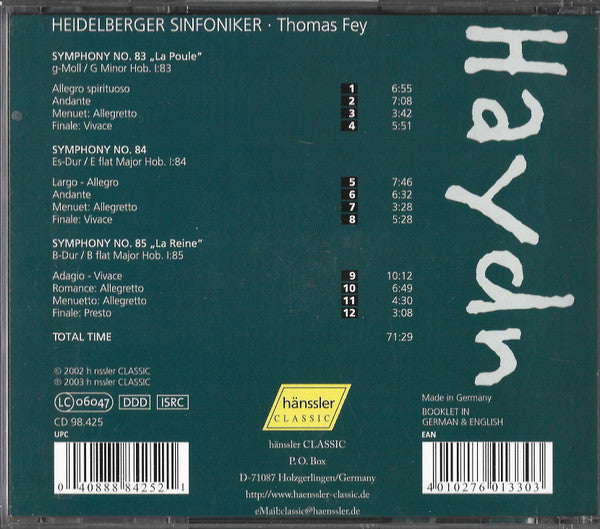 HEIDELBERGER SINFONIKER · Thomas Fey
SYMPHONY NO. 83 „La Poule“
g-Moll / G Minor Hob. I:83
Allegro spirituoso 1 6:55
Andante 2 7:08
Menuet: Allegretto 3 3:42
Finale: Vivace 4 5:51
SYMPHONY NO. 84
Es-Dur / E flat Major Hob. I:84
Largo - Allegro 5 7:46
Andante 6 6:32
Menuet: Allegretto 7 3:28
Finale: Vivace 8 5:28
SYMPHONY NO. 85 „La Reine“
B-Dur / B flat Major Hob. I:85
Adagio - Vivace 9 10:12
Romance: Allegretto 10 6:49
Menuetto: Allegretto 11 4:30
Finale: Presto 12 3:08
TOTAL TIME 71:29
Haydn
© 2002 h nssler CLASSIC
℗ 2003 hänssler CLASSIC
LC 06047 DDD ISRC
CD 98.425
UPC
0 40888 84252 1
hänssler
CLASSIC
hänssler CLASSIC
P. O. Box
D-71087 Holzgerlingen/Germany
http://www.haenssler-classic.de
eMail:classic@haenssler.de
Made in Germany
BOOKLET IN
GERMAN & ENGLISH
EAN
4 010276 013303